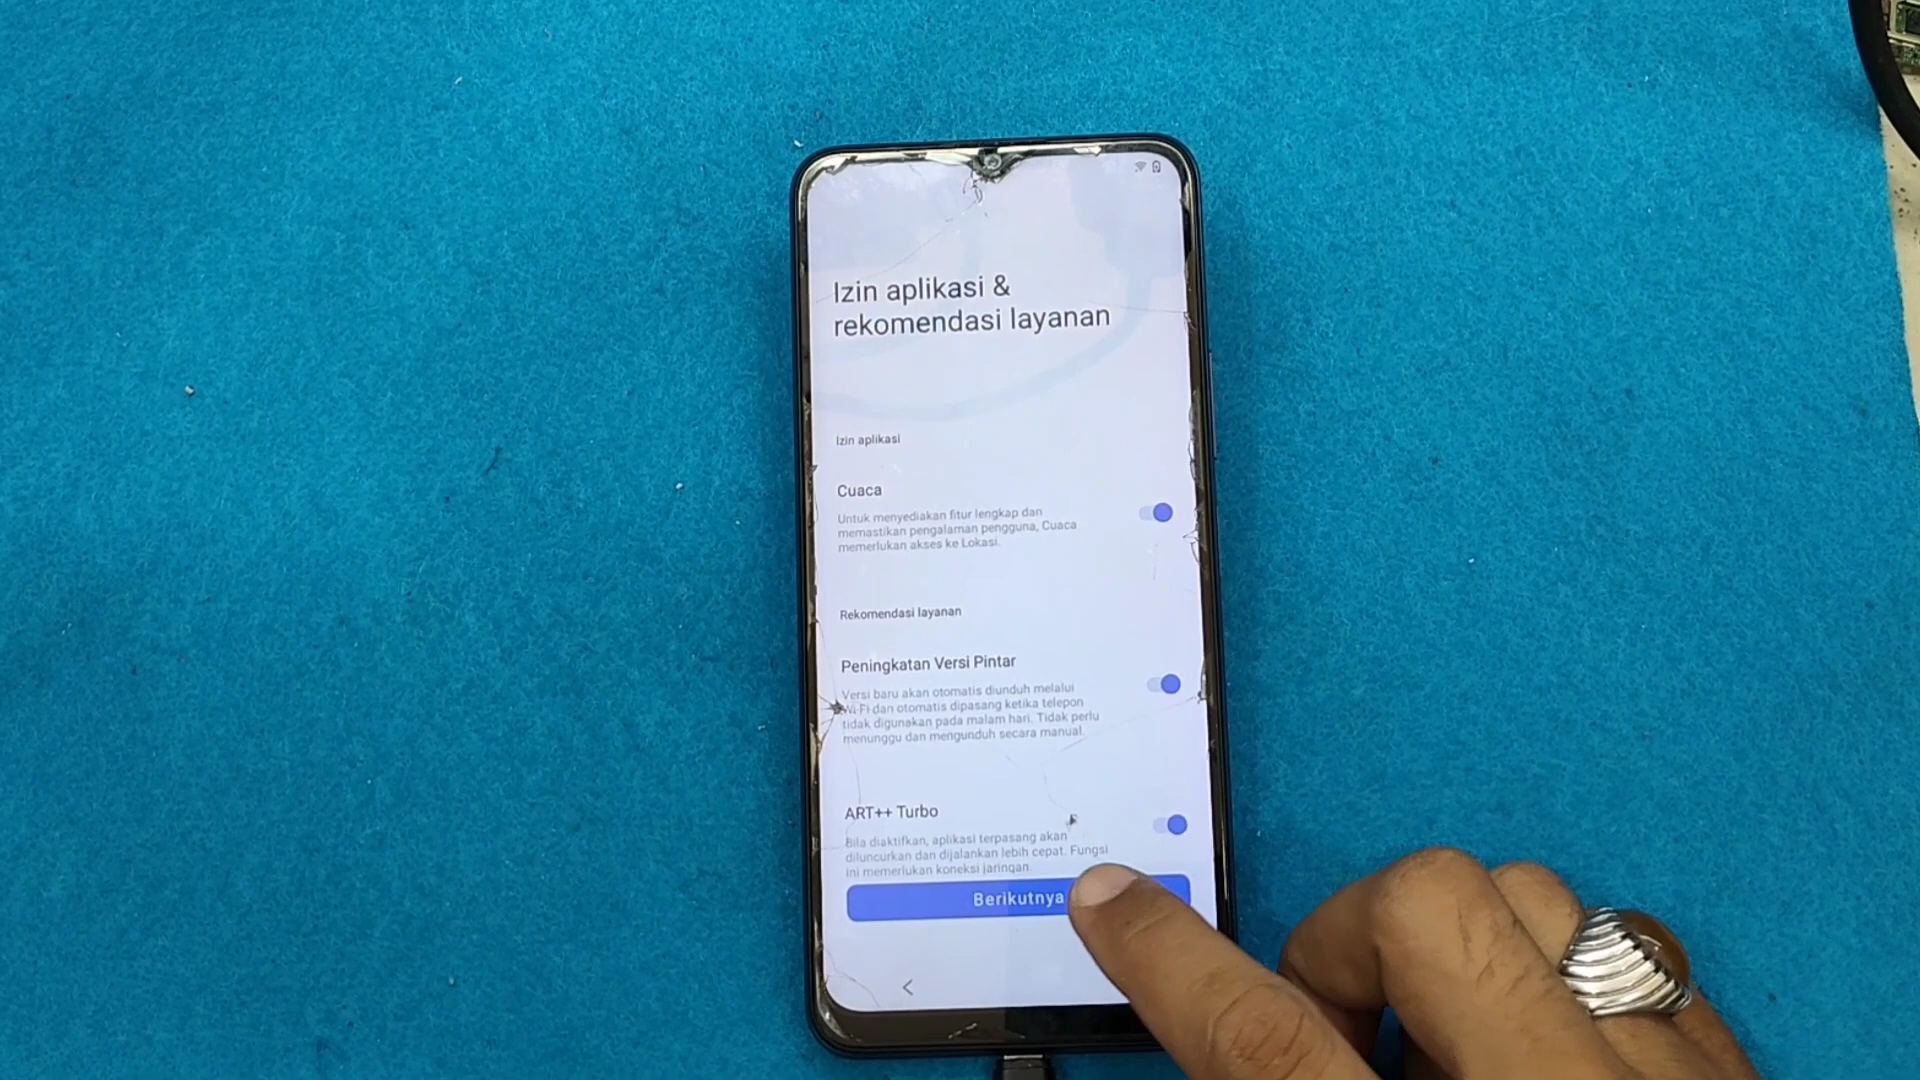 Izin aplikasi &
rekomendasi layanan
Izin aplikasi
Cuaca
Untuk menyediakan fitur lengkap dan
memastikan pengalaman pengguna, Cuaca
memerlukan akses ke Lokasi.
Rekomendasi layanan
Peningkatan Versi Pintar
Versi baru akan otomatis diunduh melalui
Wi-Fi dan otomatis dipasang ketika telepon
tidak digunakan pada malam hari. Tidak perlu
menunggu dan mengunduh secara manual.
ART++ Turbo
Bila diaktifkan, aplikasi terpasang akan
diluncurkan dan dijalankan lebih cepat. Fungsi
ini memerlukan koneksi jaringan.
Berikutnya